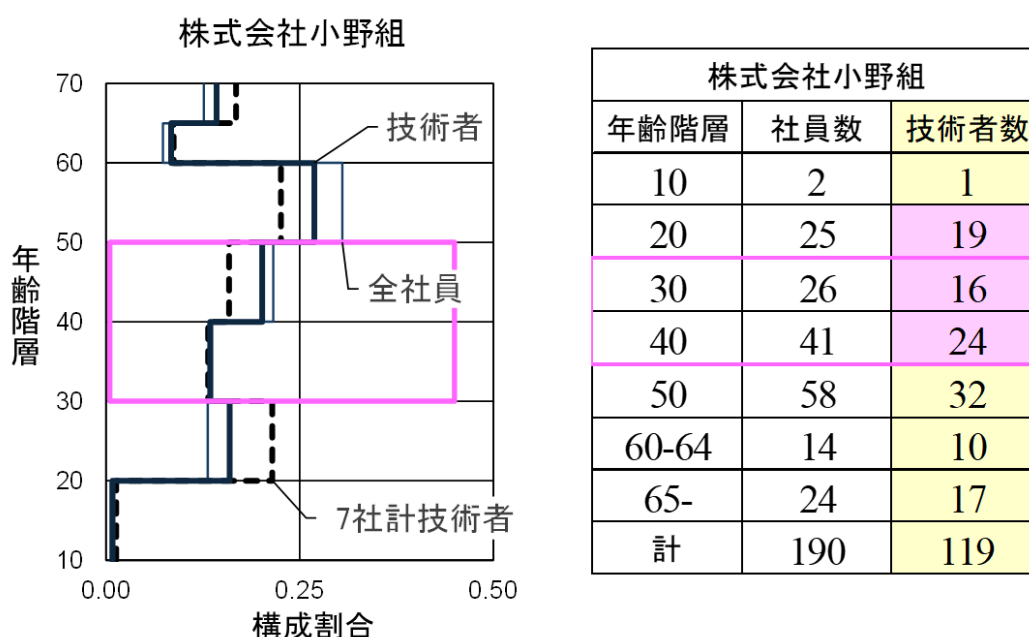 株式会社小野組
70
60
50
40
30
20
10
年齢階層
技術者
全社員
7社計技術者
0.00 0.25 0.50
構成割合
株式会社小野組
年齢階層 社員数 技術者数
10 2 1
20 25 19
30 26 16
40 41 24
50 58 32
60-64 14 10
65- 24 17
計 190 119